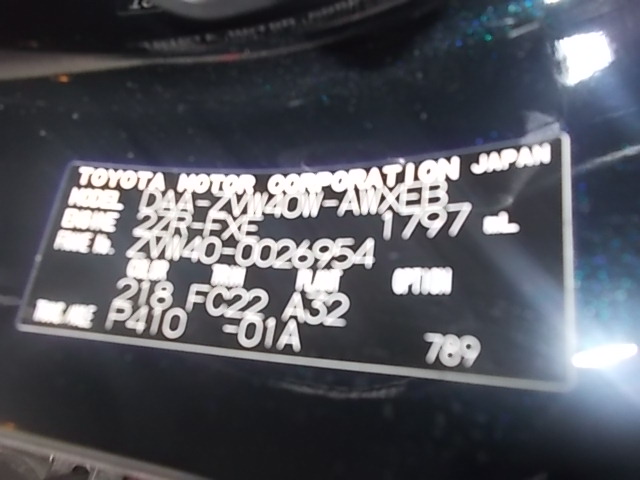 TOYOTA MOTOR CORPORATION JAPAN
MODEL DAA-ZVW40W-AWXEB
ENGINE 2ZR-FXE 1797 mL
FRAME No. ZVW40-0026954
COLOR TRIM PLANT OPTION
218 FC22 A32
TRANS./AXLE P410 -01A
789